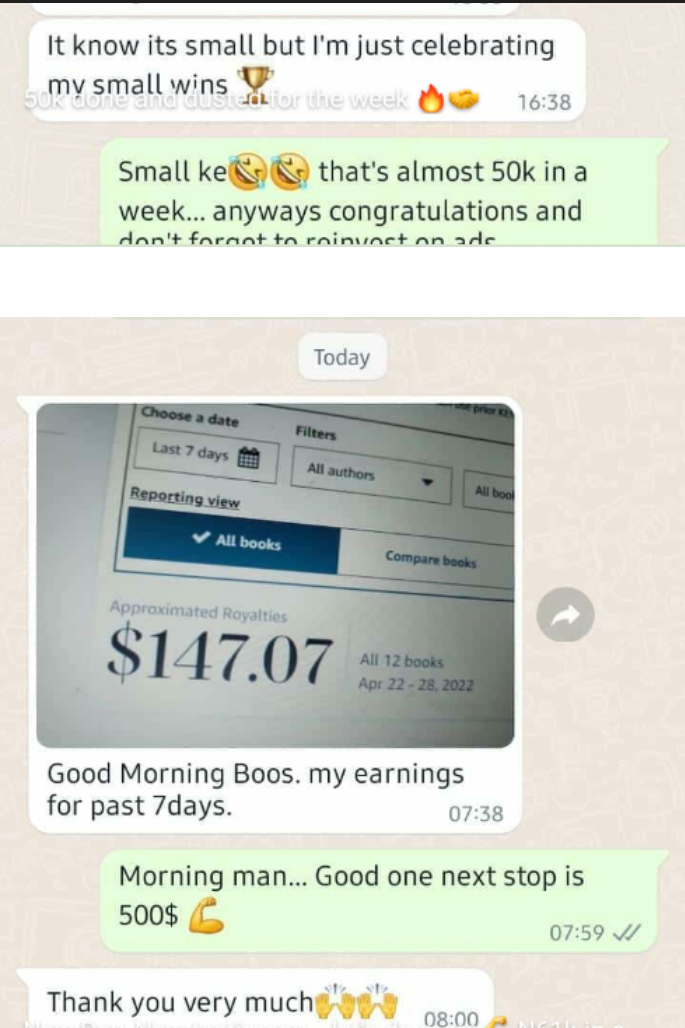 It know its small but I'm just celebrating
my small wins 🏆
50k done and dusted for the week 🔥🤝
16:38
Small ke🤣🤣 that's almost 50k in a
week... anyways congratulations and
don't forget to reinvest on ads
Today
Choose a date
Filters
Last 7 days
All authors
All book
Reporting view
✔ All books
Compare books
Approximated Royalties
$147.07
All 12 books
Apr 22 - 28, 2022
Good Morning Boos. my earnings
for past 7days.
07:38
Morning man... Good one next stop is
500$ 💪
07:59
Thank you very much🙌🙌
08:00